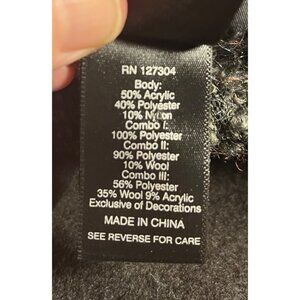 RN 127304
Body:
50% Acrylic
40% Polyester
10% Nylon
Combo I:
100% Polyester
Combo II:
90% Polyester
10% Wool
Combo III:
56% Polyester
35% Wool 9% Acrylic
Exclusive of Decorations
MADE IN CHINA
SEE REVERSE FOR CARE